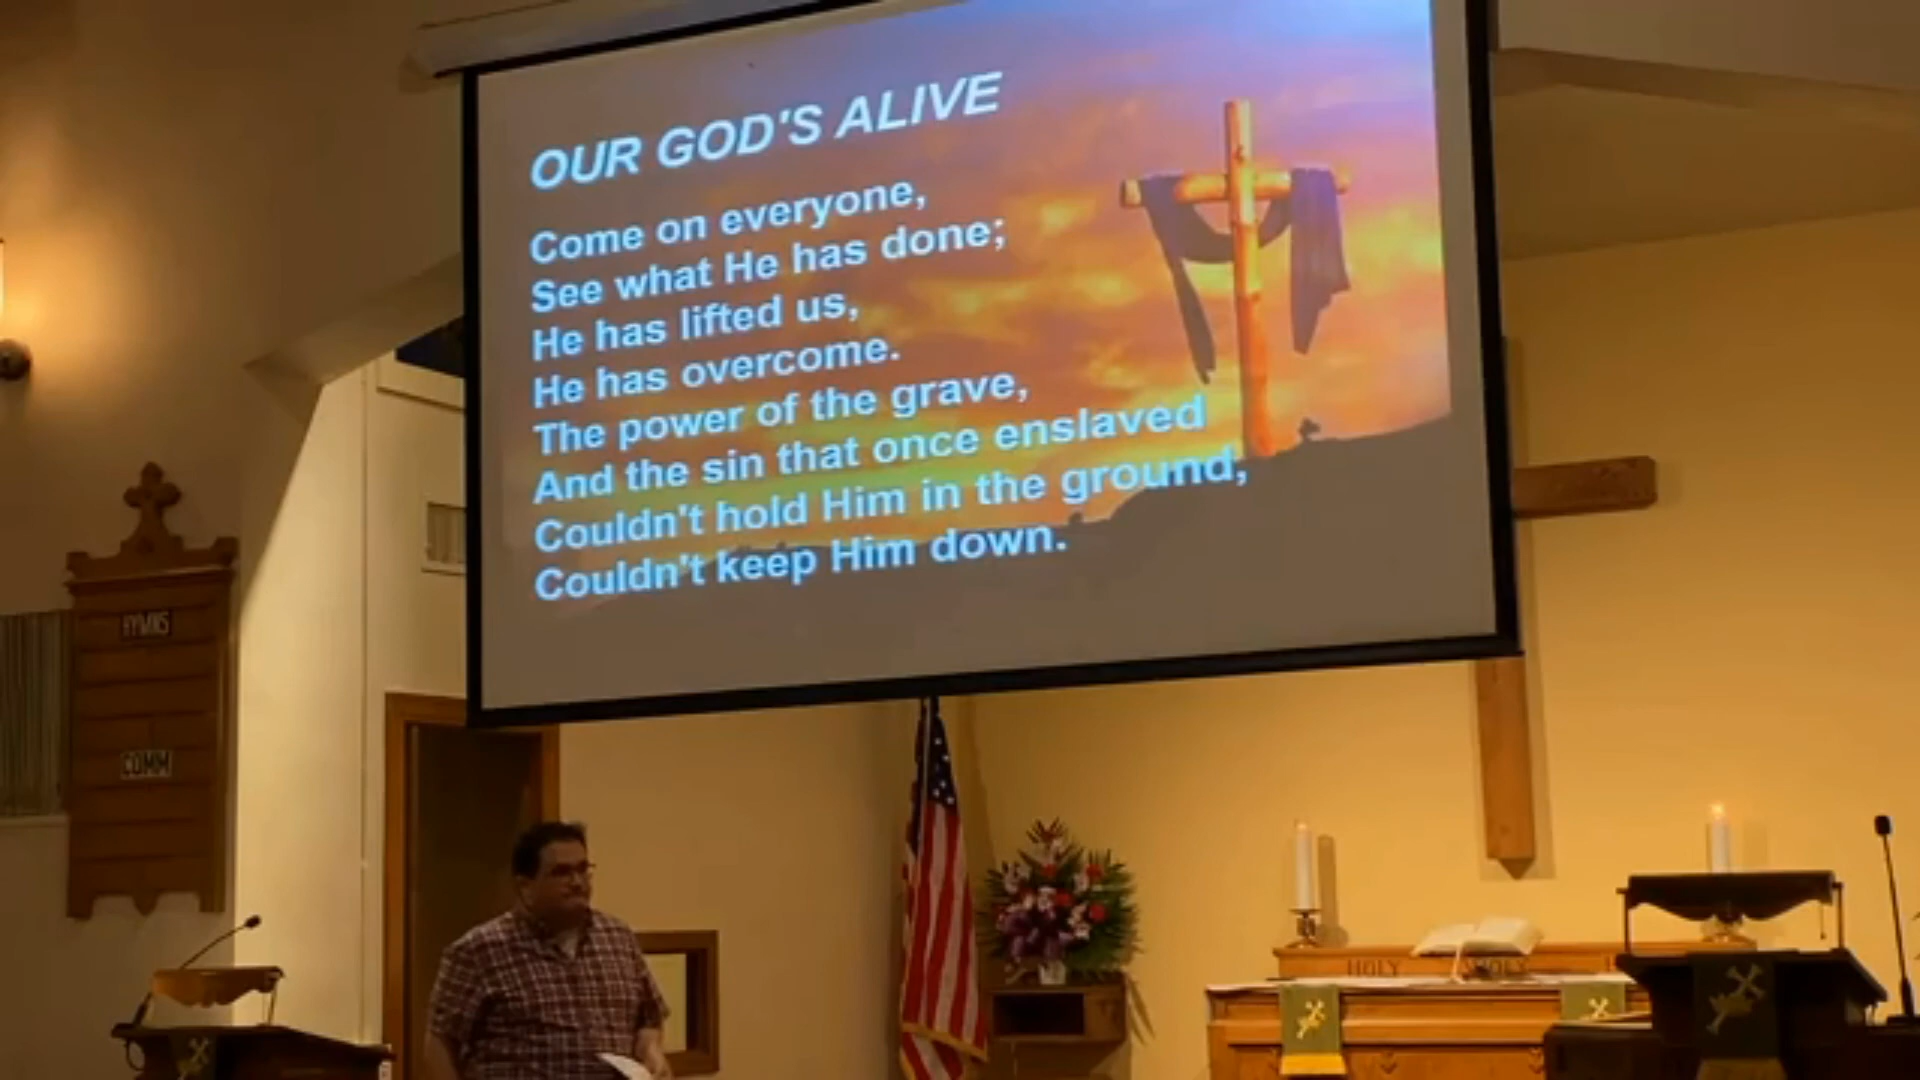 OUR GOD'S ALIVE
Come on everyone,
See what He has done;
He has lifted us,
He has overcome.
The power of the grave,
And the sin that once enslaved
Couldn't hold Him in the ground,
Couldn't keep Him down.
HYMNS
COMM
HOLY
HOLY